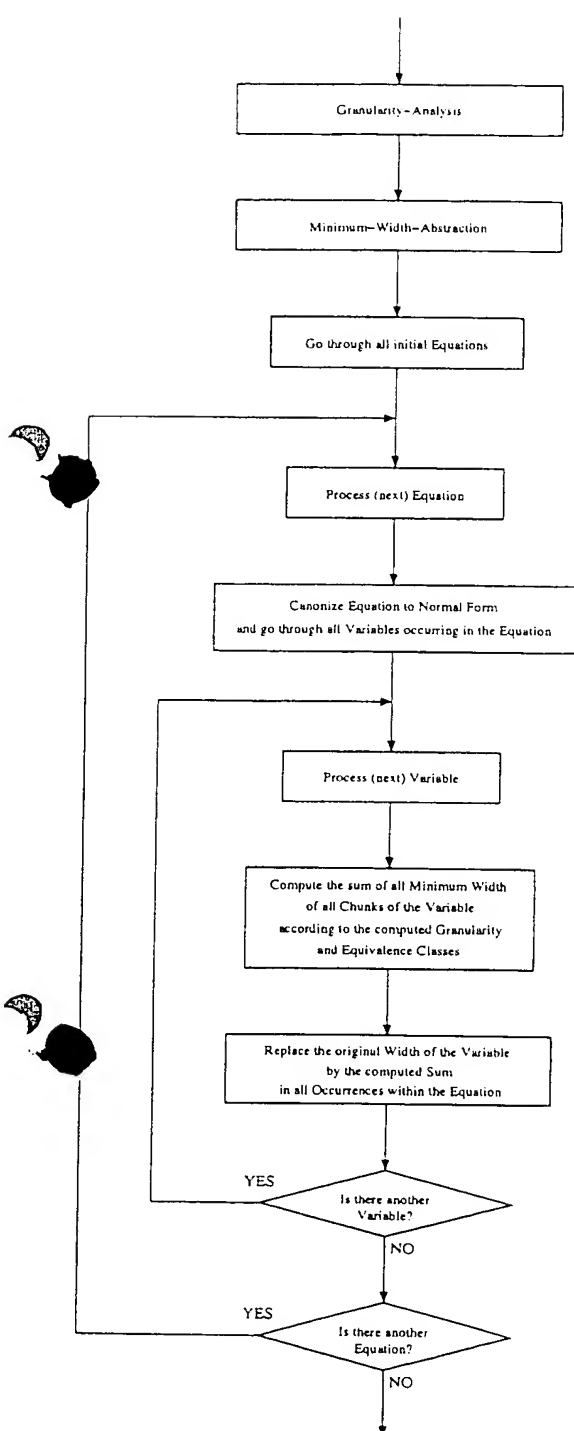 Granularity-Analysis
Minimum-Width-Abstraction
Go through all initial Equations
Process (next) Equation
Canonize Equation to Normal Form
and go through all Variables occurring in the Equation
Process (next) Variable
Compute the sum of all Minimum Width
of all Chunks of the Variable
according to the computed Granularity
and Equivalence Classes
Replace the original Width of the Variable
by the computed Sum
in all Occurrences within the Equation
YES
Is there another
Variable?
NO
YES
Is there another
Equation?
NO